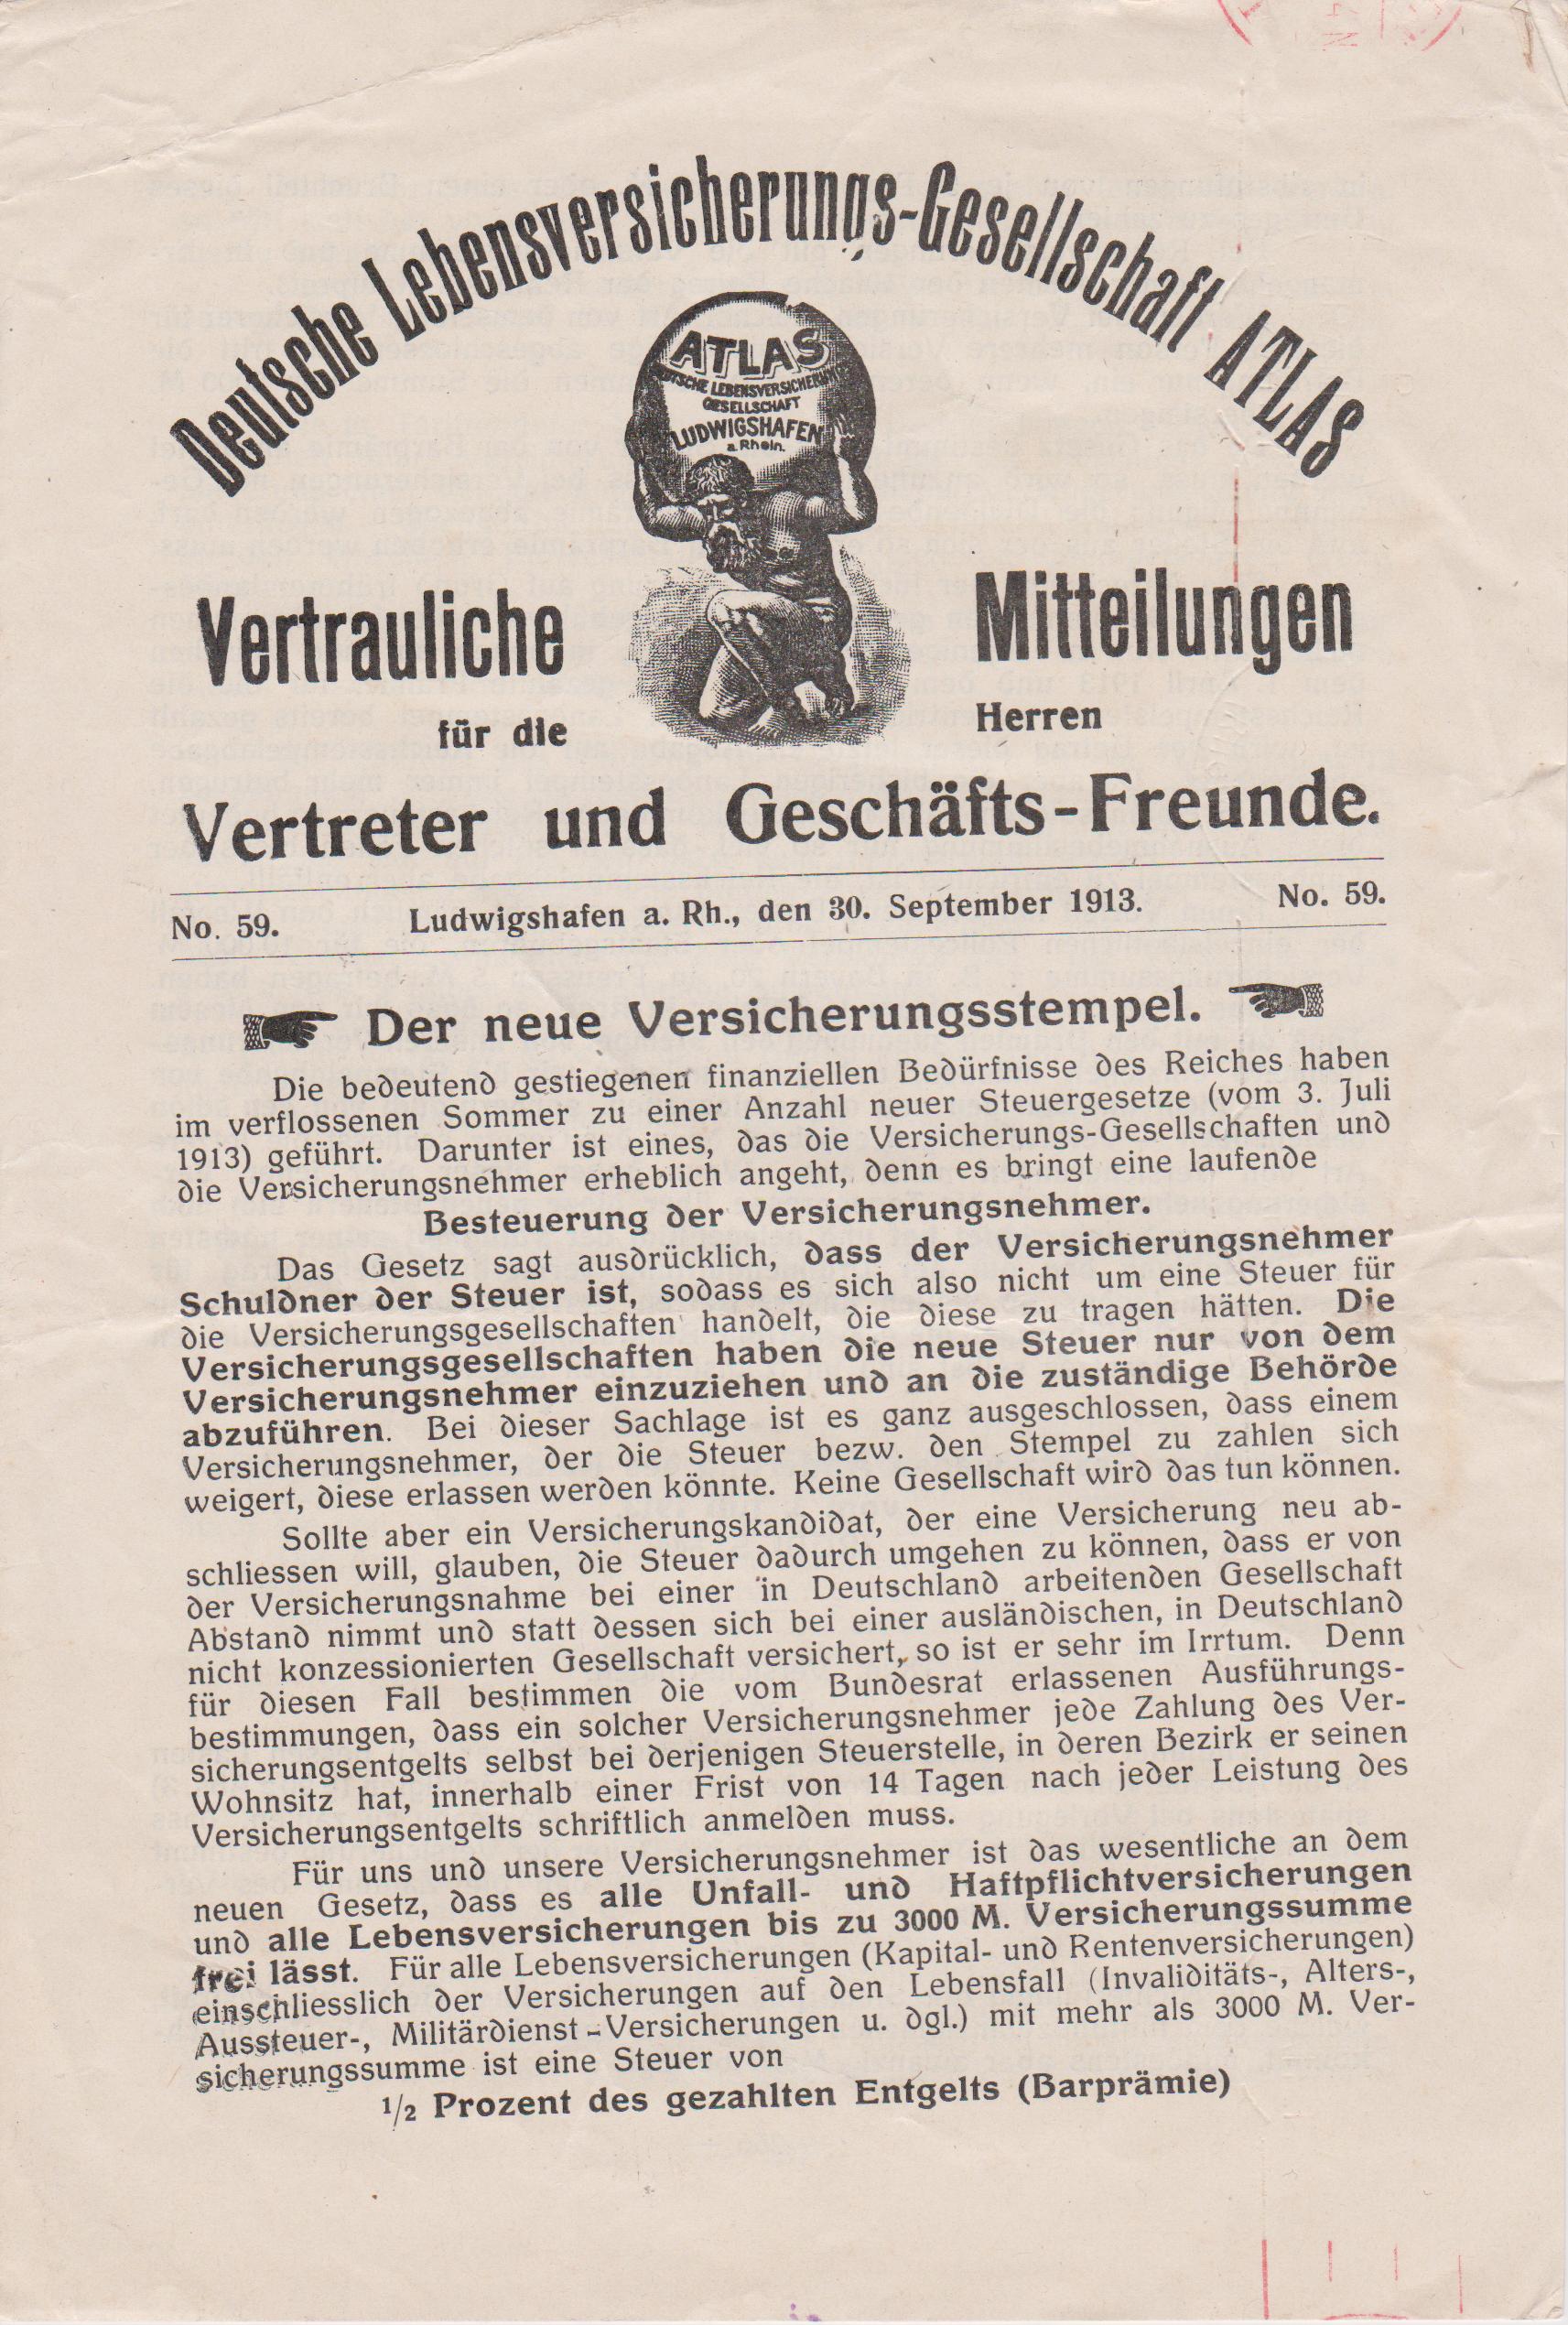 Deutsche Lebensversicherungs-Gesellschaft ATLAS
ATLAS
DEUTSCHE LEBENSVERSICHERUNGS
GESELLSCHAFT
LUDWIGSHAFEN
a. Rhein.
Vertrauliche Mitteilungen
für die Herren
Vertreter und Geschäfts-Freunde.
No. 59. Ludwigshafen a. Rh., den 30. September 1913. No. 59.
Der neue Versicherungsstempel.
Die bedeutend gestiegenen finanziellen Bedürfnisse des Reiches haben
im verflossenen Sommer zu einer Anzahl neuer Steuergesetze (vom 3. Juli
1913) geführt. Darunter ist eines, das die Versicherungs-Gesellschaften und
die Versicherungsnehmer erheblich angeht, denn es bringt eine laufende
Besteuerung der Versicherungsnehmer.
Das Gesetz sagt ausdrücklich, dass der Versicherungsnehmer
Schuldner der Steuer ist, sodass es sich also nicht um eine Steuer für
die Versicherungsgesellschaften handelt, die diese zu tragen hätten. Die
Versicherungsgesellschaften haben die neue Steuer nur von dem
Versicherungsnehmer einzuziehen und an die zuständige Behörde
abzuführen. Bei dieser Sachlage ist es ganz ausgeschlossen, dass einem
Versicherungsnehmer, der die Steuer bezw. den Stempel zu zahlen sich
weigert, diese erlassen werden könnte. Keine Gesellschaft wird das tun können.
Sollte aber ein Versicherungskandidat, der eine Versicherung neu ab-
schliessen will, glauben, die Steuer dadurch umgehen zu können, dass er von
der Versicherungsnahme bei einer in Deutschland arbeitenden Gesellschaft
Abstand nimmt und statt dessen sich bei einer ausländischen, in Deutschland
nicht konzessionierten Gesellschaft versichert, so ist er sehr im Irrtum. Denn
für diesen Fall bestimmen die vom Bundesrat erlassenen Ausführungs-
bestimmungen, dass ein solcher Versicherungsnehmer jede Zahlung des Ver-
sicherungsentgelts selbst bei derjenigen Steuerstelle, in deren Bezirk er seinen
Wohnsitz hat, innerhalb einer Frist von 14 Tagen nach jeder Leistung des
Versicherungsentgelts schriftlich anmelden muss.
Für uns und unsere Versicherungsnehmer ist das wesentliche an dem
neuen Gesetz, dass es alle Unfall- und Haftpflichtversicherungen
und alle Lebensversicherungen bis zu 3000 M. Versicherungssumme
frei lässt. Für alle Lebensversicherungen (Kapital- und Rentenversicherungen)
einschliesslich der Versicherungen auf den Lebensfall (Invaliditäts-, Alters-,
Aussteuer-, Militärdienst-Versicherungen u. dgl.) mit mehr als 3000 M. Ver-
sicherungssumme ist eine Steuer von
1/2 Prozent des gezahlten Entgelts (Barprämie)